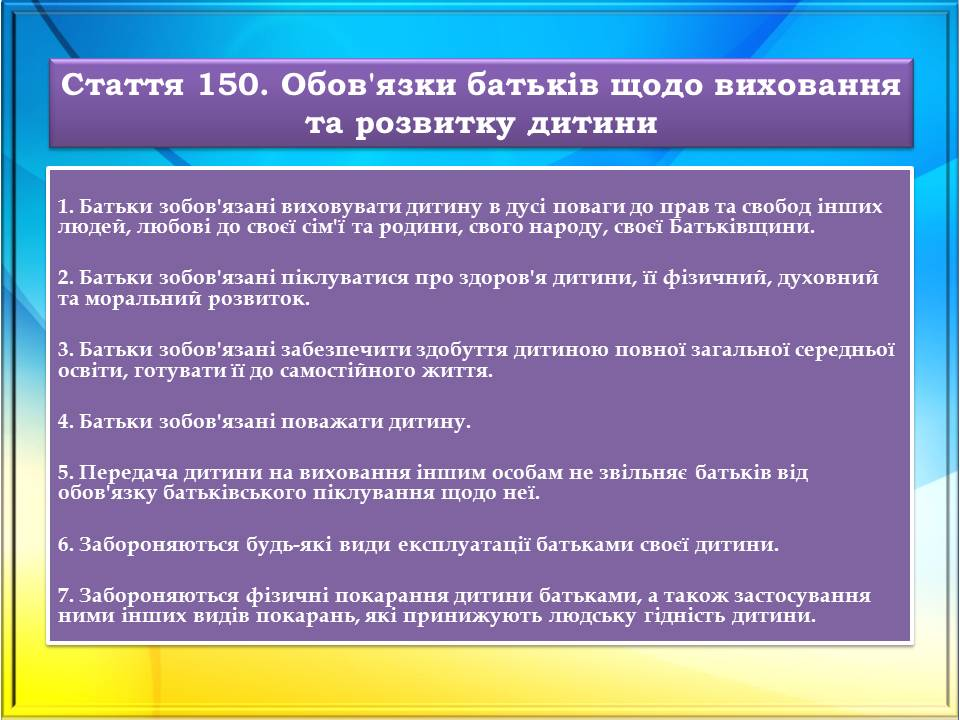 Стаття 150. Обов'язки батьків щодо виховання
та розвитку дитини
1. Батьки зобов'язані виховувати дитину в дусі поваги до прав та свобод інших
людей, любові до своєї сім'ї та родини, свого народу, своєї Батьківщини.
2. Батьки зобов'язані піклуватися про здоров'я дитини, її фізичний, духовний
та моральний розвиток.
3. Батьки зобов'язані забезпечити здобуття дитиною повної загальної середньої
освіти, готувати її до самостійного життя.
4. Батьки зобов'язані поважати дитину.
5. Передача дитини на виховання іншим особам не звільняє батьків від
обов'язку батьківського піклування щодо неї.
6. Забороняються будь-які види експлуатації батьками своєї дитини.
7. Забороняються фізичні покарання дитини батьками, а також застосування
ними інших видів покарань, які принижують людську гідність дитини.